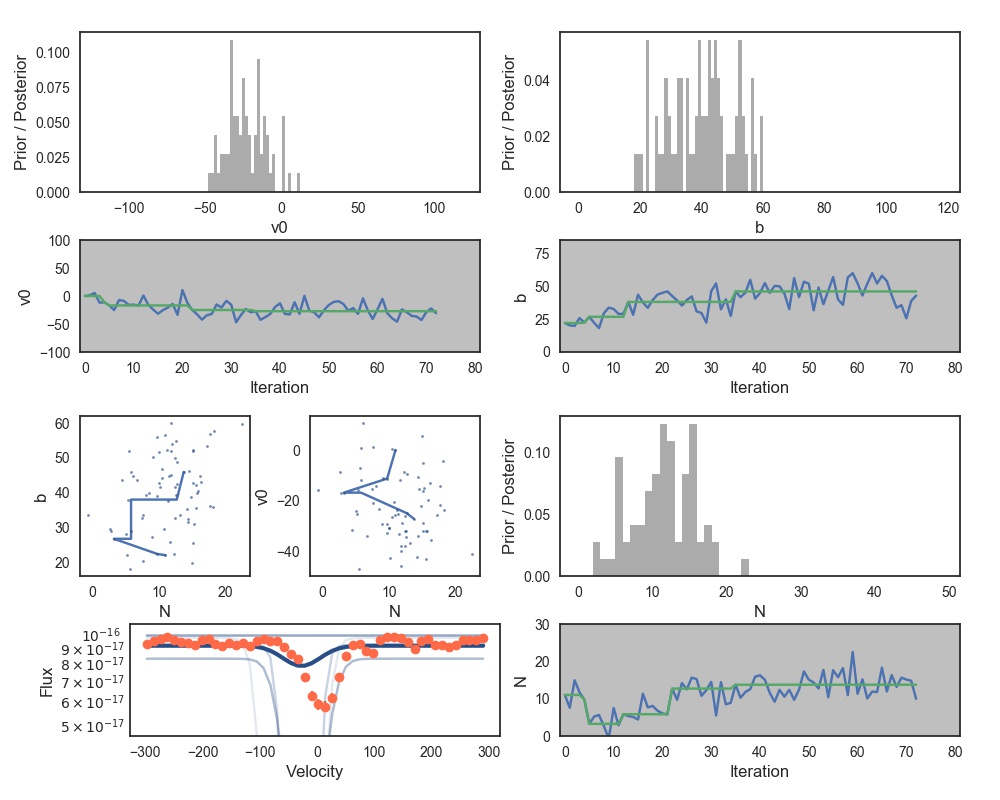 Prior / Posterior
0.100
0.075
0.050
0.025
0.000
−100 −50 0 50 100
v0
Prior / Posterior
0.04
0.02
0.00
0 20 40 60 80 100 120
b
v0
100
50
0
−50
−100
0 10 20 30 40 50 60 70 80
Iteration
b
75
50
25
0
0 10 20 30 40 50 60 70 80
Iteration
b
60
50
40
30
20
0 10 20
N
v0
0
−20
−40
0 10 20
N
Prior / Posterior
0.10
0.05
0.00
0 10 20 30 40 50
N
Flux
10⁻¹⁶
9 × 10⁻¹⁷
8 × 10⁻¹⁷
7 × 10⁻¹⁷
6 × 10⁻¹⁷
5 × 10⁻¹⁷
−300 −200 −100 0 100 200 300
Velocity
N
30
20
10
0
0 10 20 30 40 50 60 70 80
Iteration